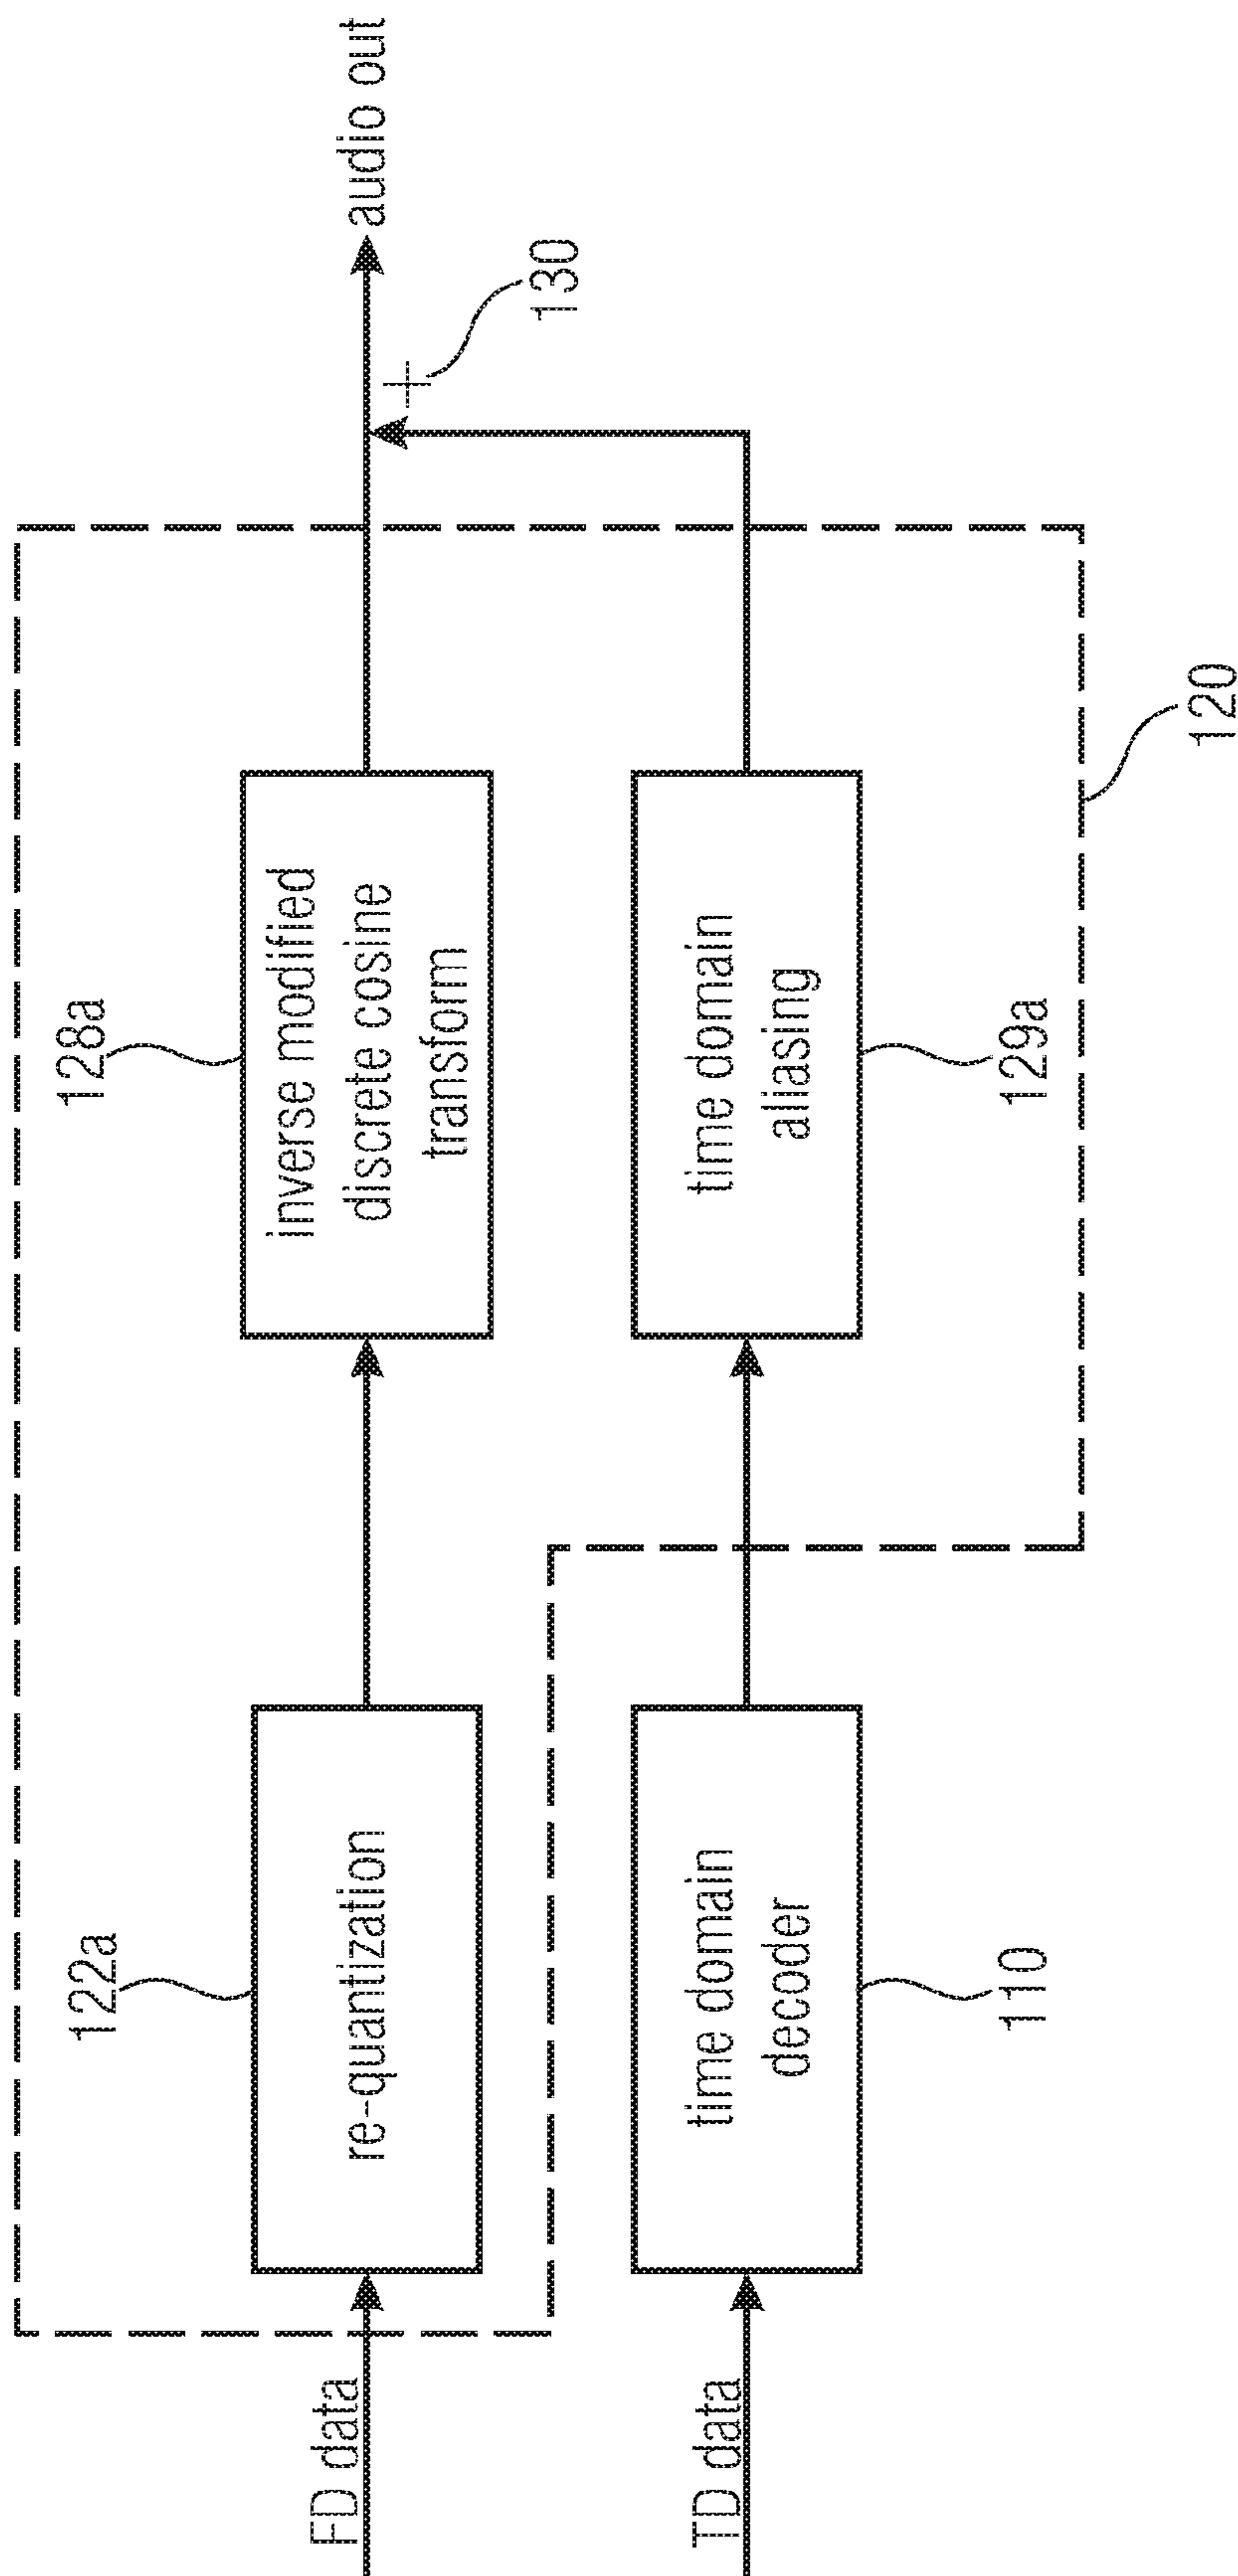 FD data
122a
re-quantization
128a
inverse modified
discrete cosine
transform
+
130
audio out
TD data
time domain
decoder
110
time domain
aliasing
129a
120